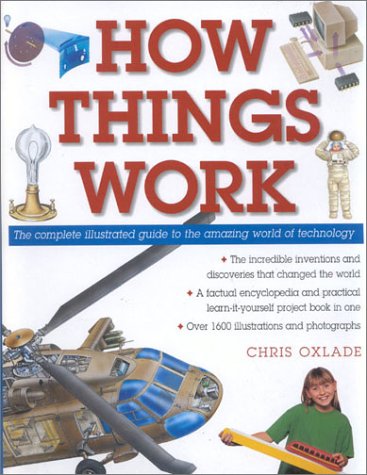 HOW
THINGS
WORK
The complete illustrated guide to the amazing world of technology
✦ The incredible inventions and
discoveries that changed the world
✦ A factual encyclopedia and practical
learn-it-yourself project book in one
✦ Over 1600 illustrations and photographs
CHRIS OXLADE